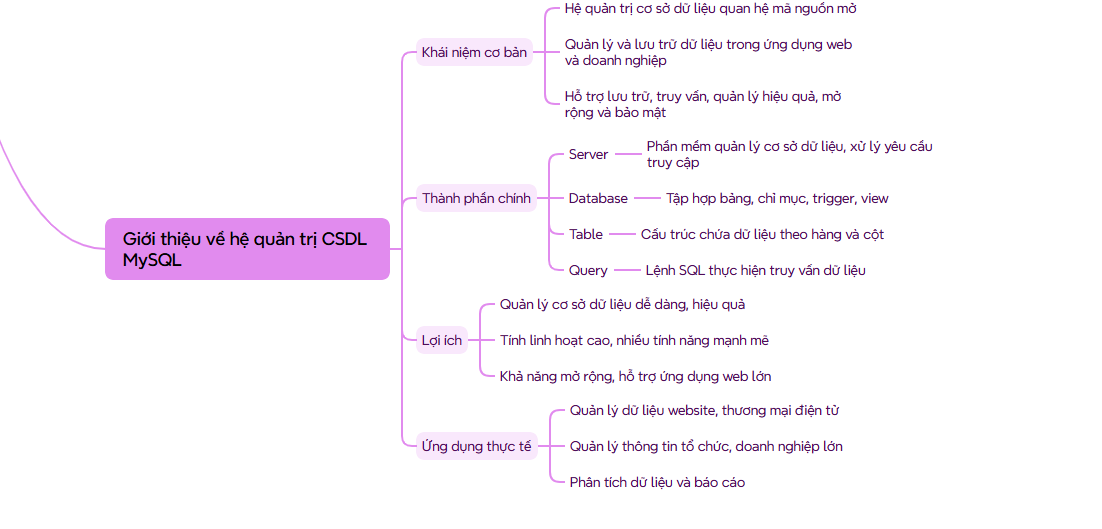 Giới thiệu về hệ quản trị CSDL
MySQL
Khái niệm cơ bản
Hệ quản trị cơ sở dữ liệu quan hệ mã nguồn mở
Quản lý và lưu trữ dữ liệu trong ứng dụng web
và doanh nghiệp
Hỗ trợ lưu trữ, truy vấn, quản lý hiệu quả, mở
rộng và bảo mật
Thành phần chính
Server
Phần mềm quản lý cơ sở dữ liệu, xử lý yêu cầu
truy cập
Database
Tập hợp bảng, chỉ mục, trigger, view
Table
Cấu trúc chứa dữ liệu theo hàng và cột
Query
Lệnh SQL thực hiện truy vấn dữ liệu
Lợi ích
Quản lý cơ sở dữ liệu dễ dàng, hiệu quả
Tính linh hoạt cao, nhiều tính năng mạnh mẽ
Khả năng mở rộng, hỗ trợ ứng dụng web lớn
Ứng dụng thực tế
Quản lý dữ liệu website, thương mại điện tử
Quản lý thông tin tổ chức, doanh nghiệp lớn
Phân tích dữ liệu và báo cáo